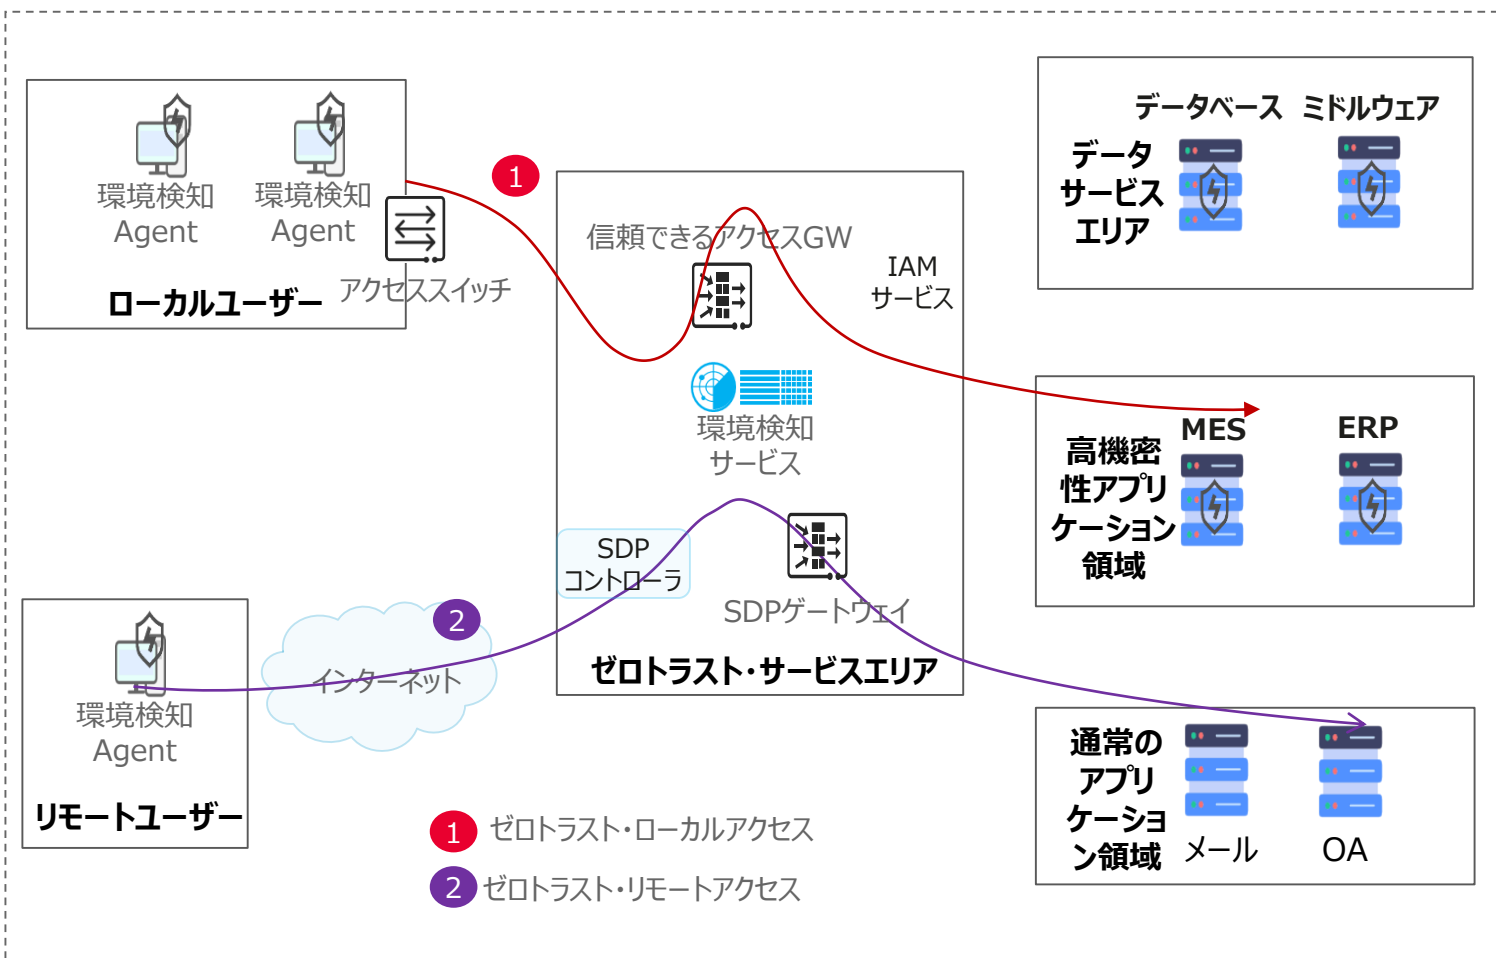 環境検知
Agent
環境検知
Agent
ローカルユーザー
アクセススイッチ
1
信頼できるアクセスGW
IAM
サービス
環境検知
サービス
SDP
コントローラ
SDPゲートウェイ
ゼロトラスト・サービスエリア
データベース
ミドルウェア
データ
サービス
エリア
MES
ERP
高機密
性アプリ
ケーション
領域
環境検知
Agent
リモートユーザー
インターネット
2
通常の
アプリ
ケーショ
ン領域
メール
OA
1 ゼロトラスト・ローカルアクセス
2 ゼロトラスト・リモートアクセス